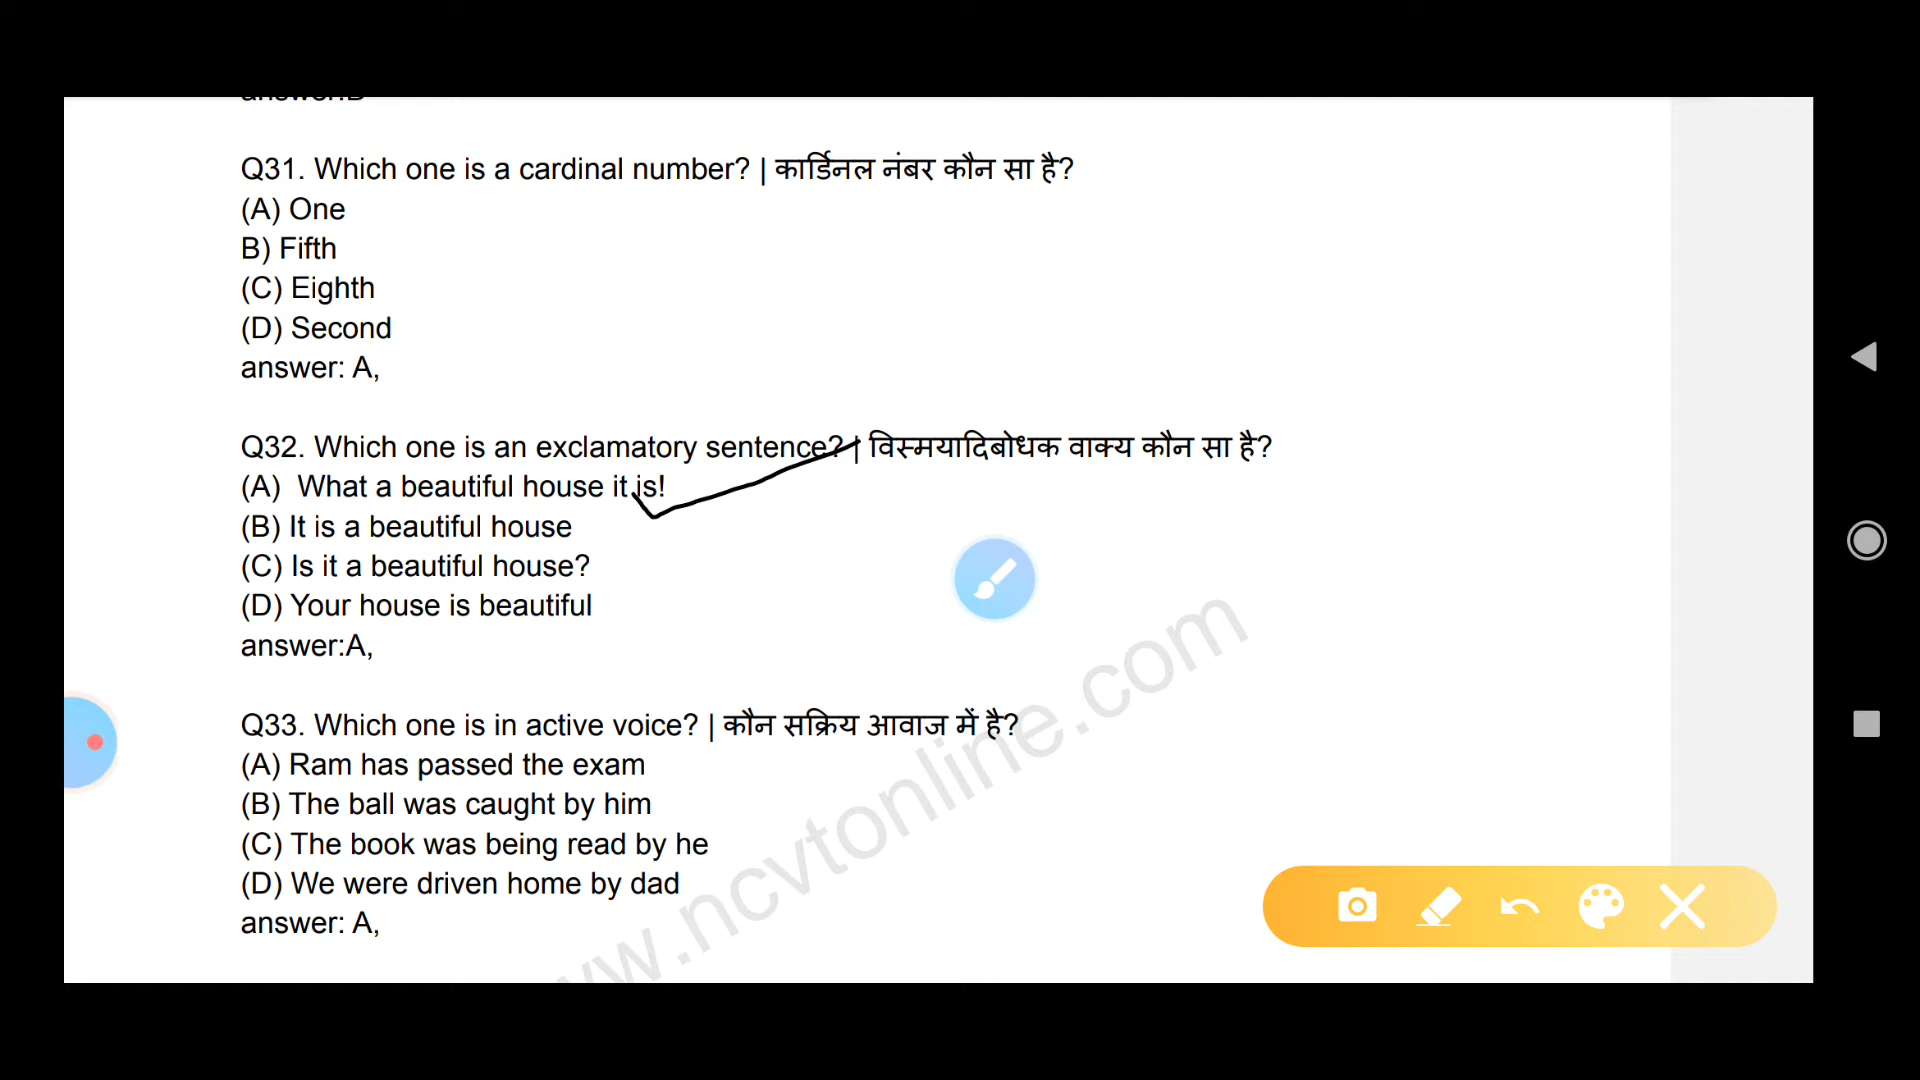 Q31. Which one is a cardinal number? | कार्डिनल नंबर कौन सा है?
(A) One
B) Fifth
(C) Eighth
(D) Second
answer: A,
Q32. Which one is an exclamatory sentence? | विस्मयादिबोधक वाक्य कौन सा है?
(A)  What a beautiful house it is!
(B) It is a beautiful house
(C) Is it a beautiful house?
(D) Your house is beautiful
answer:A,
Q33. Which one is in active voice? | कौन सक्रिय आवाज में है?
(A) Ram has passed the exam
(B) The ball was caught by him
(C) The book was being read by he
(D) We were driven home by dad
answer: A,
www.ncvtonline.com